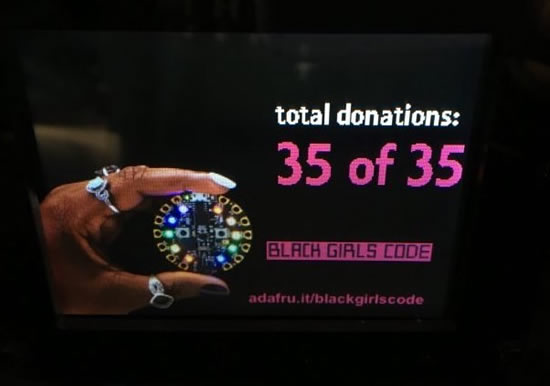 total donations:
35 of 35
BLACK GIRLS CODE
adafru.it/blackgirlscode